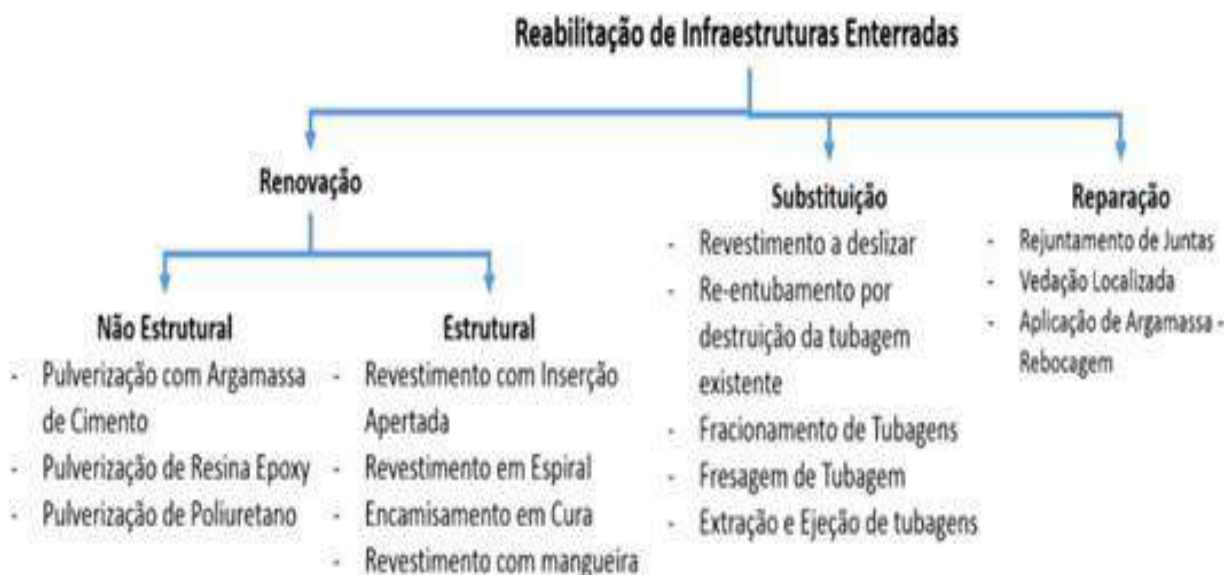 Reabilitação de Infraestruturas Enterradas
Renovação
Não Estrutural
- Pulverização com Argamassa
de Cimento
- Pulverização de Resina Epoxy
- Pulverização de Poliuretano
Estrutural
- Revestimento com Inserção
Apertada
- Revestimento em Espiral
- Encamisamento em Cura
- Revestimento com mangueira
Substituição
- Revestimento a deslizar
- Re-entubamento por
destruição da tubagem
existente
- Fracionamento de Tubagens
- Fresagem de Tubagem
- Extração e Ejeção de tubagens
Reparação
- Rejuntamento de Juntas
- Vedação Localizada
- Aplicação de Argamassa -
Rebocagem